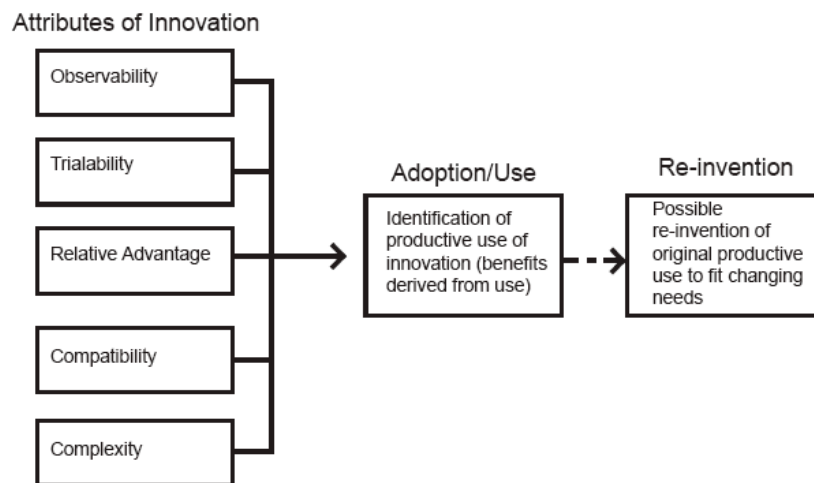 Attributes of Innovation
Observability
Trialability
Relative Advantage
Compatibility
Complexity
Adoption/Use
Identification of
productive use of
innovation (benefits
derived from use)
Re-invention
Possible
re-invention of
original productive
use to fit changing
needs